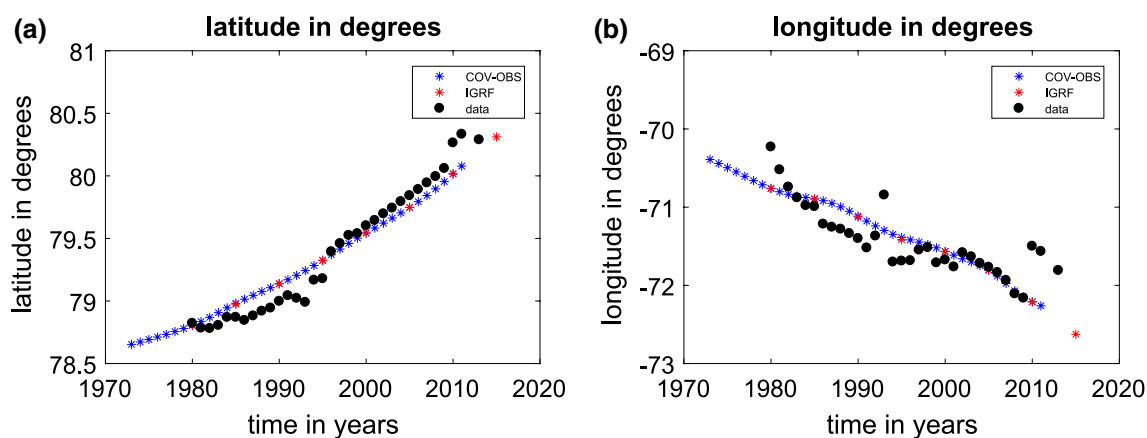 (a)
latitude in degrees
81
80.5
80
79.5
79
78.5
latitude in degrees
COV-OBS
IGRF
data
1970 1980 1990 2000 2010 2020
time in years
(b)
longitude in degrees
-69
-70
-71
-72
-73
longitude in degrees
COV-OBS
IGRF
data
1970 1980 1990 2000 2010 2020
time in years